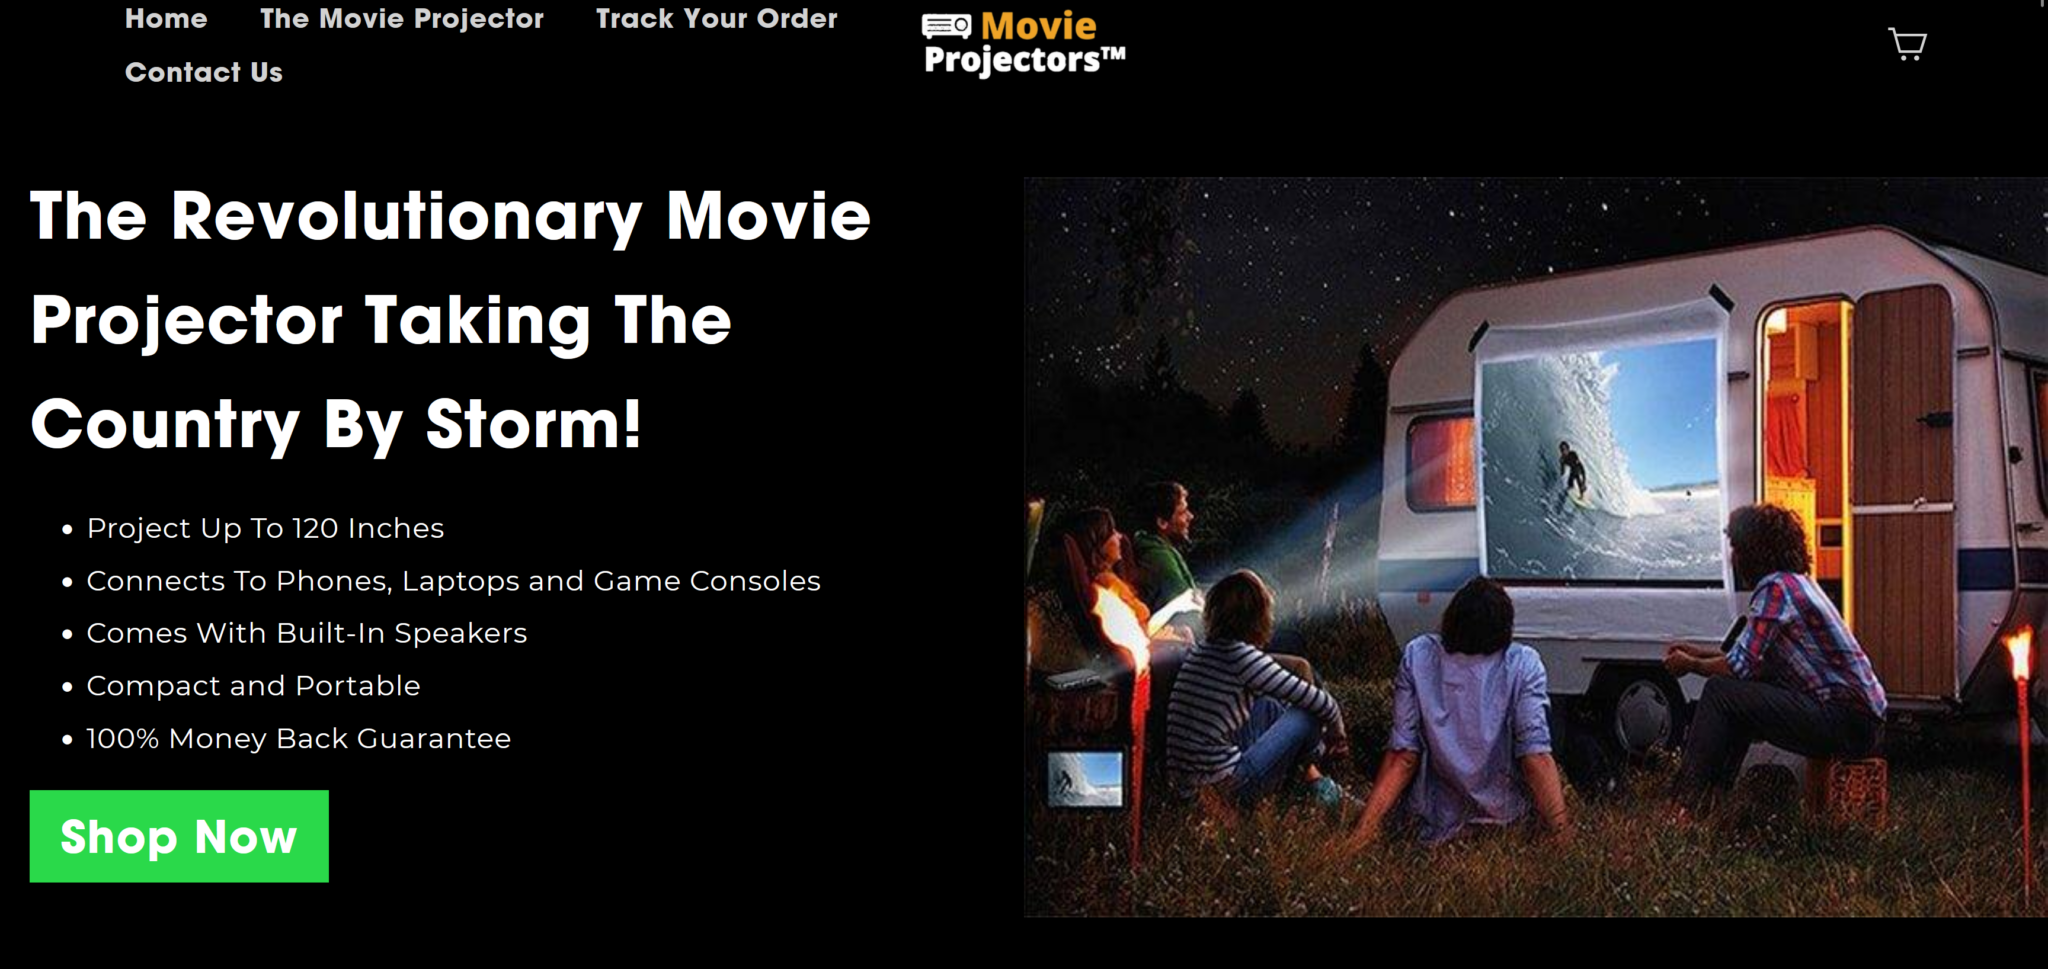 Home The Movie Projector Track Your Order
Contact Us
Movie
Projectors™
The Revolutionary Movie
Projector Taking The
Country By Storm!
Project Up To 120 Inches
Connects To Phones, Laptops and Game Consoles
Comes With Built-In Speakers
Compact and Portable
100% Money Back Guarantee
Shop Now